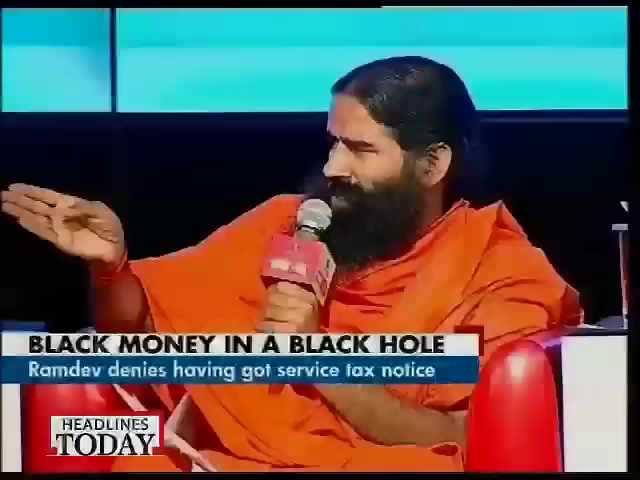 BLACK MONEY IN A BLACK HOLE
Ramdev denies having got service tax notice
HEADLINES
TODAY